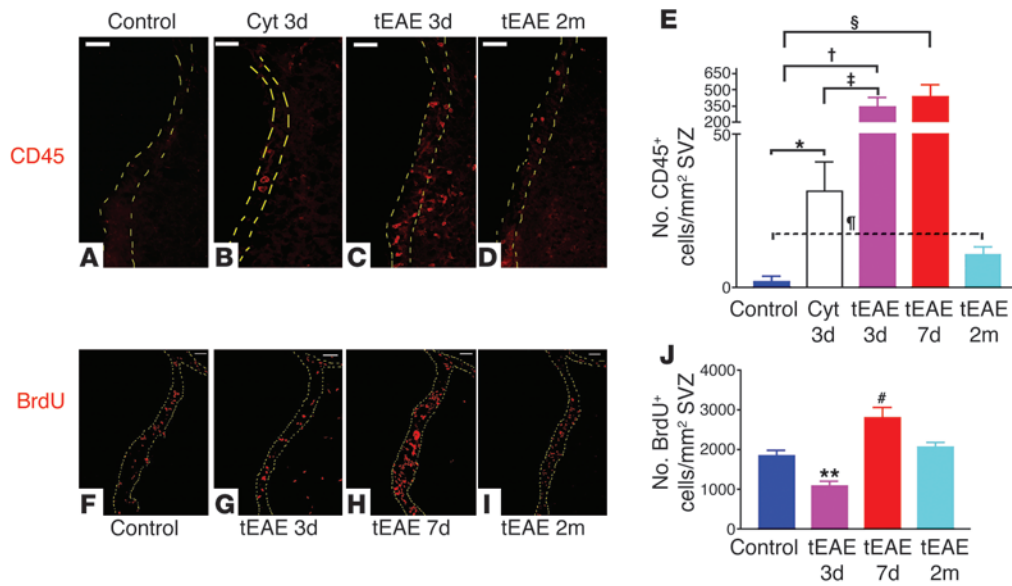 Control Cyt 3d tEAE 3d tEAE 2m
CD45
A B C D
BrdU
F G H I
Control tEAE 3d tEAE 7d tEAE 2m
E
No. CD45⁺
cells/mm² SVZ
650
500
350
200
50
0
§
†
‡
*
¶
Control Cyt tEAE tEAE tEAE
3d 3d 7d 2m
J
No. BrdU⁺
cells/mm² SVZ
4000
3000
2000
1000
0
**
#
Control tEAE tEAE tEAE
3d 7d 2m